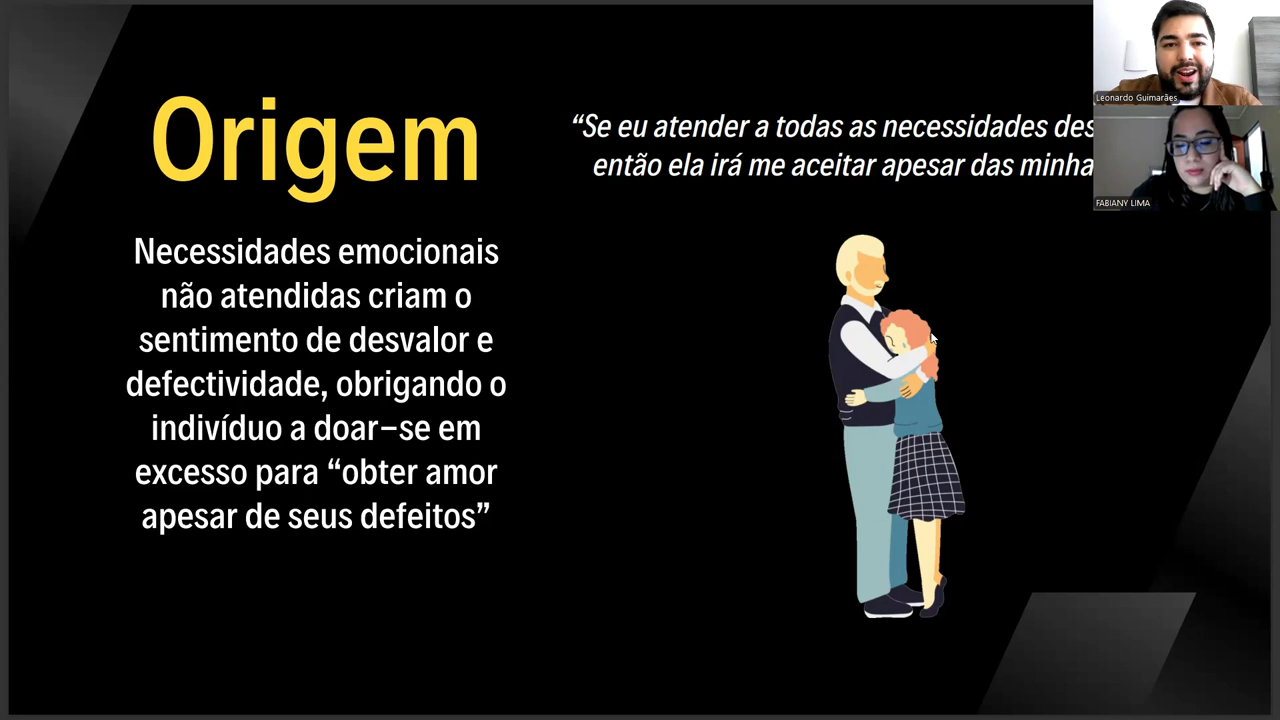 Origem
Necessidades emocionais
não atendidas criam o
sentimento de desvalor e
defectividade, obrigando o
indivíduo a doar-se em
excesso para “obter amor
apesar de seus defeitos”
“Se eu atender a todas as necessidades des
então ela irá me aceitar apesar das minha
Leonardo Guimarães
FABIANY LIMA